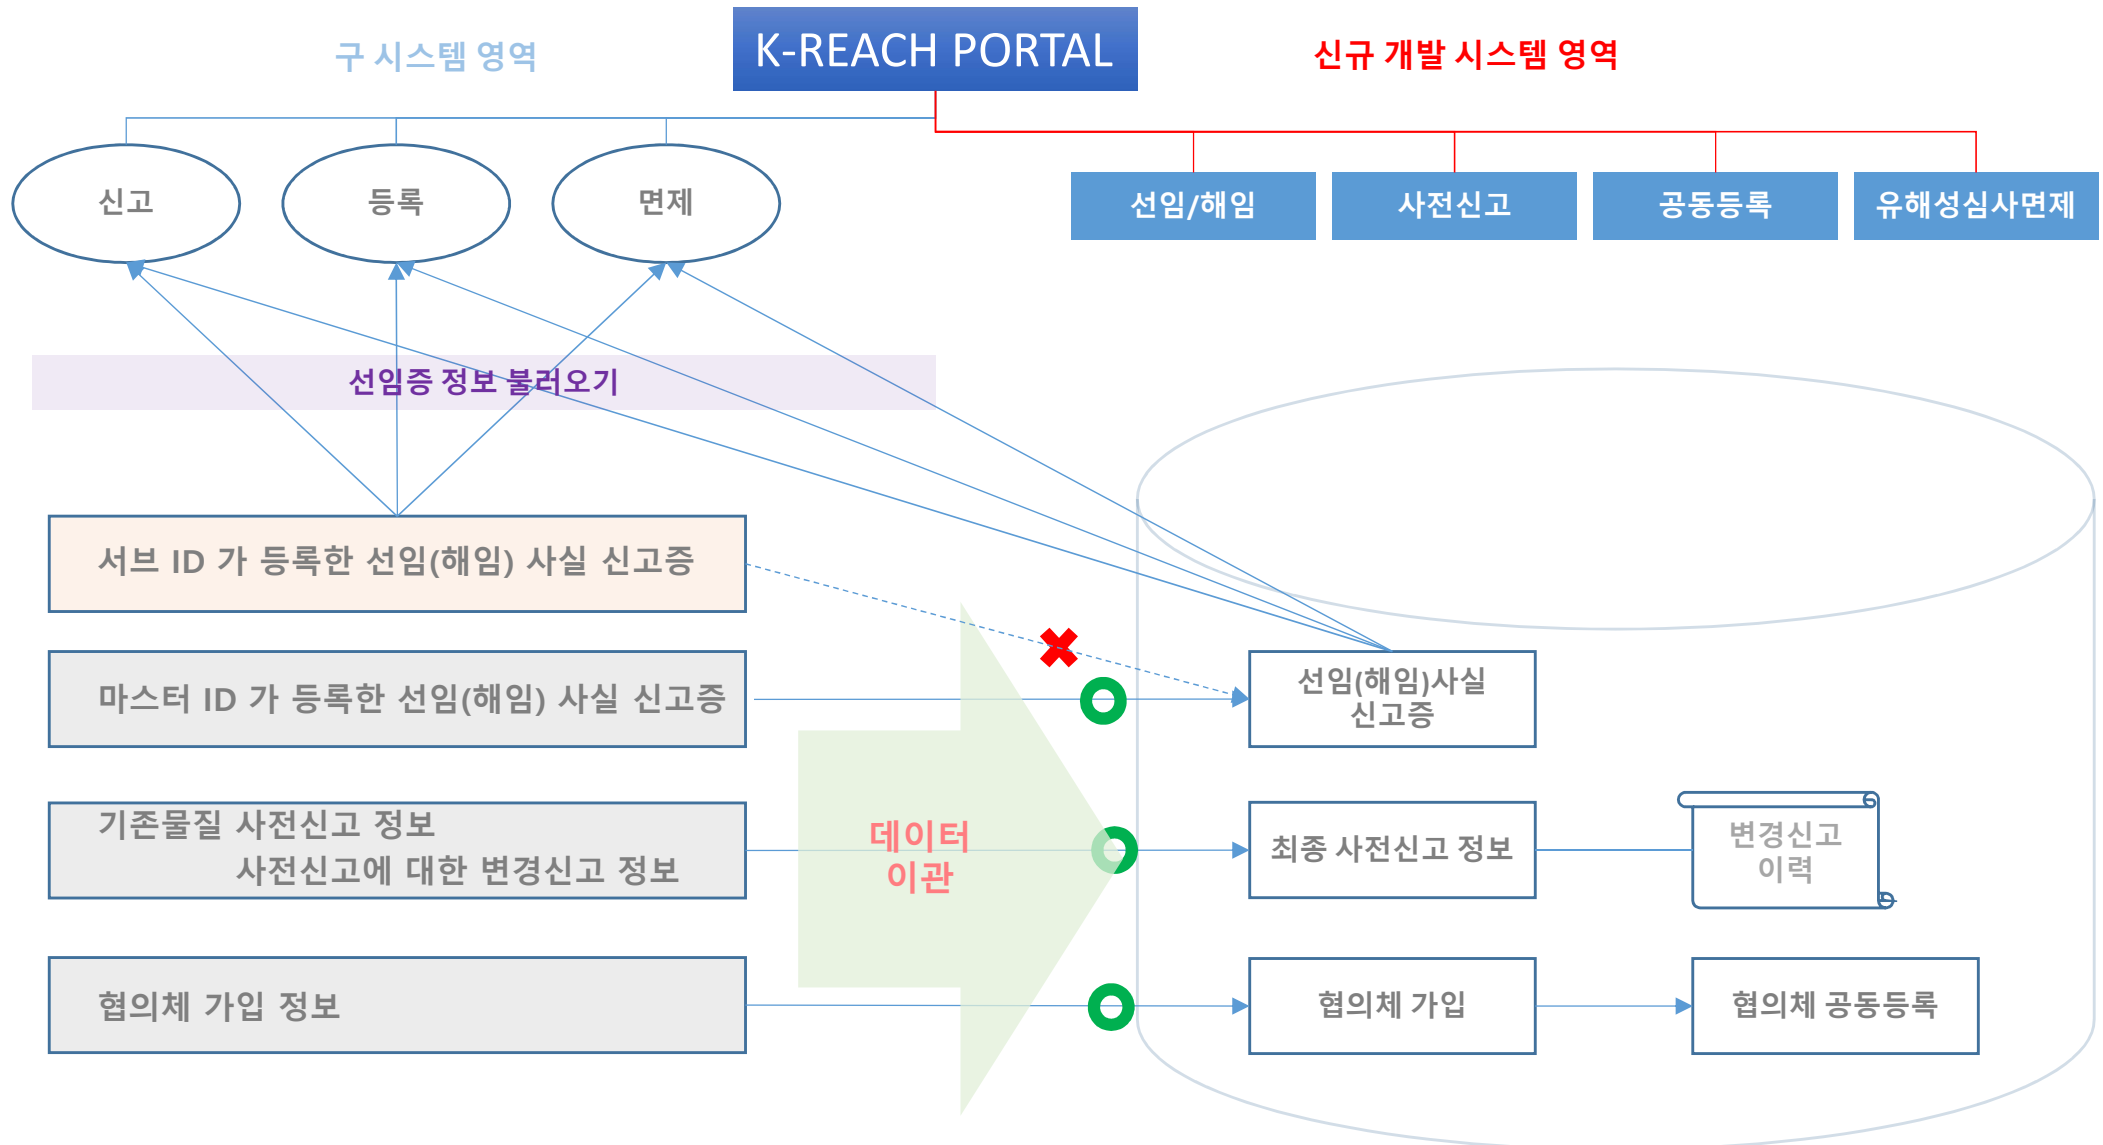 구 시스템 영역
K-REACH PORTAL
신규 개발 시스템 영역
신고
등록
면제
선임/해임
사전신고
공동등록
유해성심사면제
선임증 정보 불러오기
서브 ID 가 등록한 선임(해임) 사실 신고증
마스터 ID 가 등록한 선임(해임) 사실 신고증
선임(해임)사실
신고증
기존물질 사전신고 정보
사전신고에 대한 변경신고 정보
데이터
이관
최종 사전신고 정보
변경신고
이력
협의체 가입 정보
협의체 가입
협의체 공동등록